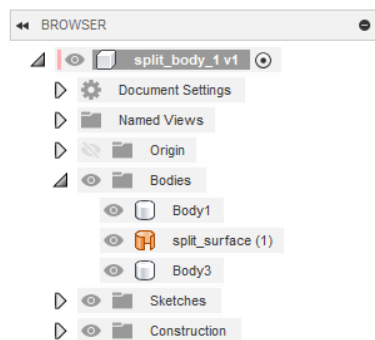 BROWSER
split_body_1 v1
Document Settings
Named Views
Origin
Bodies
Body1
split_surface (1)
Body3
Sketches
Construction